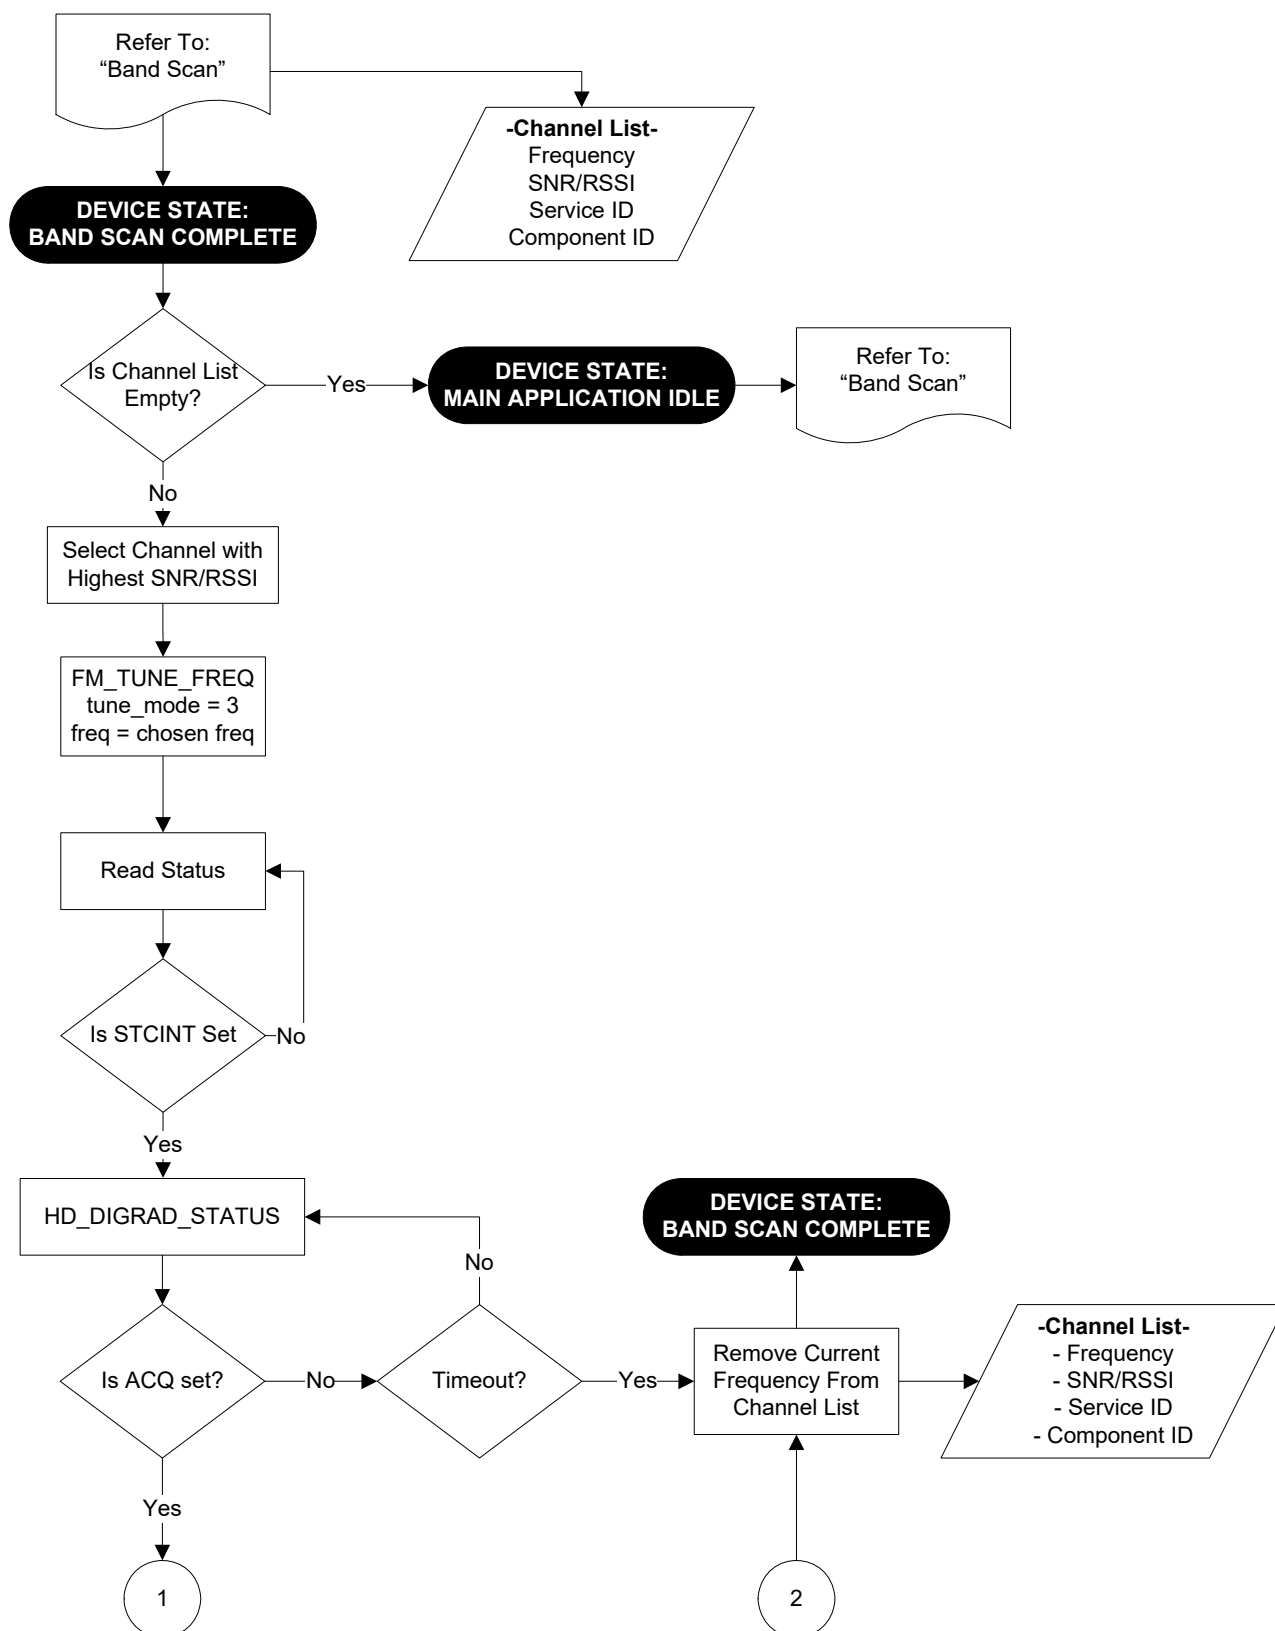 Refer To:
“Band Scan”
-Channel List-
Frequency
SNR/RSSI
Service ID
Component ID
DEVICE STATE:
BAND SCAN COMPLETE
Is Channel List
Empty?
Yes
DEVICE STATE:
MAIN APPLICATION IDLE
Refer To:
“Band Scan”
No
Select Channel with
Highest SNR/RSSI
FM_TUNE_FREQ
tune_mode = 3
freq = chosen freq
Read Status
Is STCINT Set
No
Yes
HD_DIGRAD_STATUS
No
DEVICE STATE:
BAND SCAN COMPLETE
Is ACQ set?
No
Timeout?
Yes
Remove Current
Frequency From
Channel List
-Channel List-
- Frequency
- SNR/RSSI
- Service ID
- Component ID
Yes
1
2